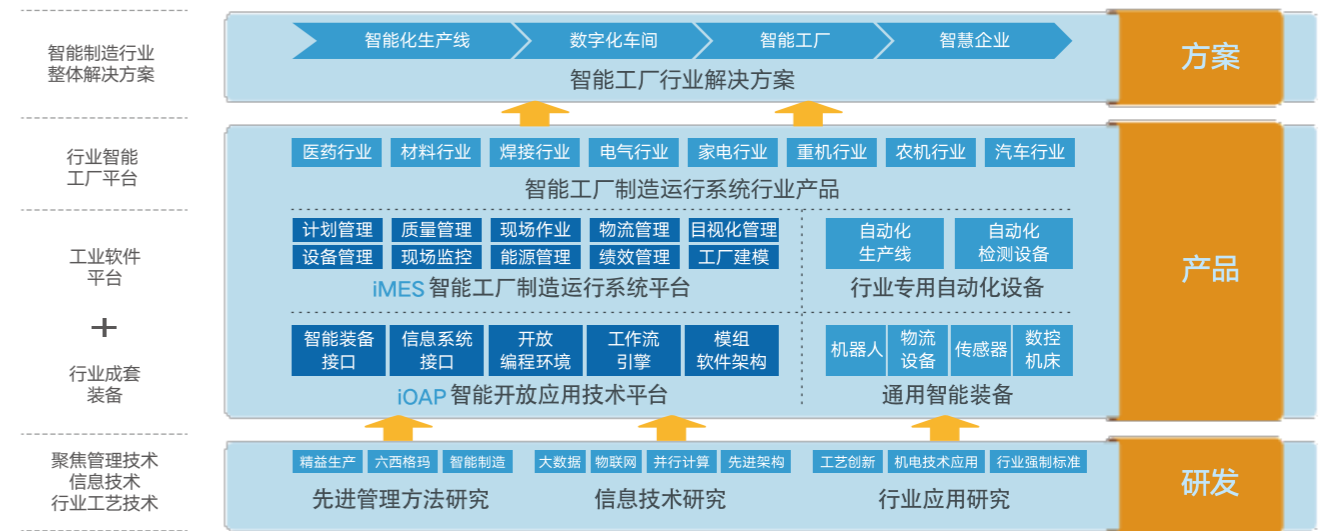 智能制造行业
整体解决方案
智能化生产线 数字化车间 智能工厂 智慧企业
智能工厂行业解决方案
方案
行业智能
工厂平台
医药行业 材料行业 焊接行业 电气行业 家电行业 重机行业 农机行业 汽车行业
智能工厂制造运行系统行业产品
工业软件
平台
+
行业成套
装备
计划管理 质量管理 现场作业 物流管理 目视化管理
设备管理 现场监控 能源管理 绩效管理 工厂建模
iMES 智能工厂制造运行系统平台
自动化
生产线
自动化
检测设备
行业专用自动化设备
智能装备
接口
信息系统
接口
开放
编程环境
工作流
引擎
模组
软件架构
iOAP 智能开放应用技术平台
机器人
物流
设备
传感器
数控
机床
通用智能装备
产品
聚焦管理技术
信息技术
行业工艺技术
精益生产 六西格玛 智能制造
先进管理方法研究
大数据 物联网 并行计算 先进架构
信息技术研究
工艺创新 机电技术应用 行业强制标准
行业应用研究
研发